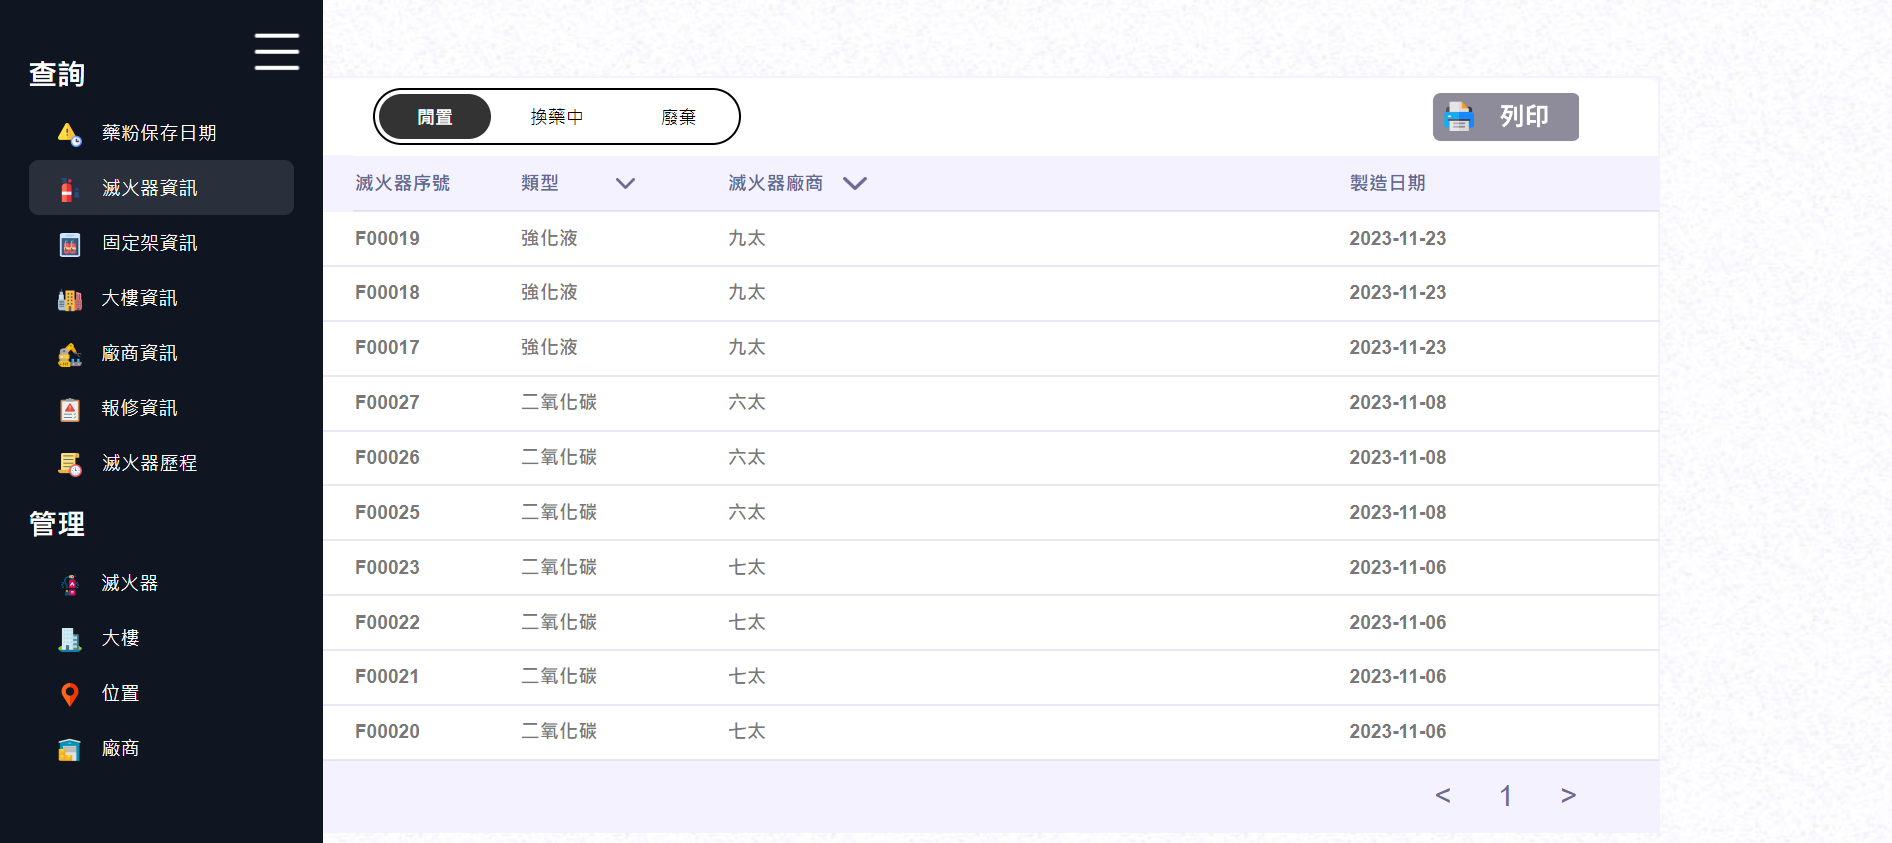 查詢
藥粉保存日期
滅火器資訊
固定架資訊
大樓資訊
廠商資訊
報修資訊
滅火器歷程
管理
滅火器
大樓
位置
廠商
閒置 換藥中 廢棄
列印
滅火器序號 類型 滅火器廠商 製造日期
F00019 強化液 九太 2023-11-23
F00018 強化液 九太 2023-11-23
F00017 強化液 九太 2023-11-23
F00027 二氧化碳 六太 2023-11-08
F00026 二氧化碳 六太 2023-11-08
F00025 二氧化碳 六太 2023-11-08
F00023 二氧化碳 七太 2023-11-06
F00022 二氧化碳 七太 2023-11-06
F00021 二氧化碳 七太 2023-11-06
F00020 二氧化碳 七太 2023-11-06
< 1 >